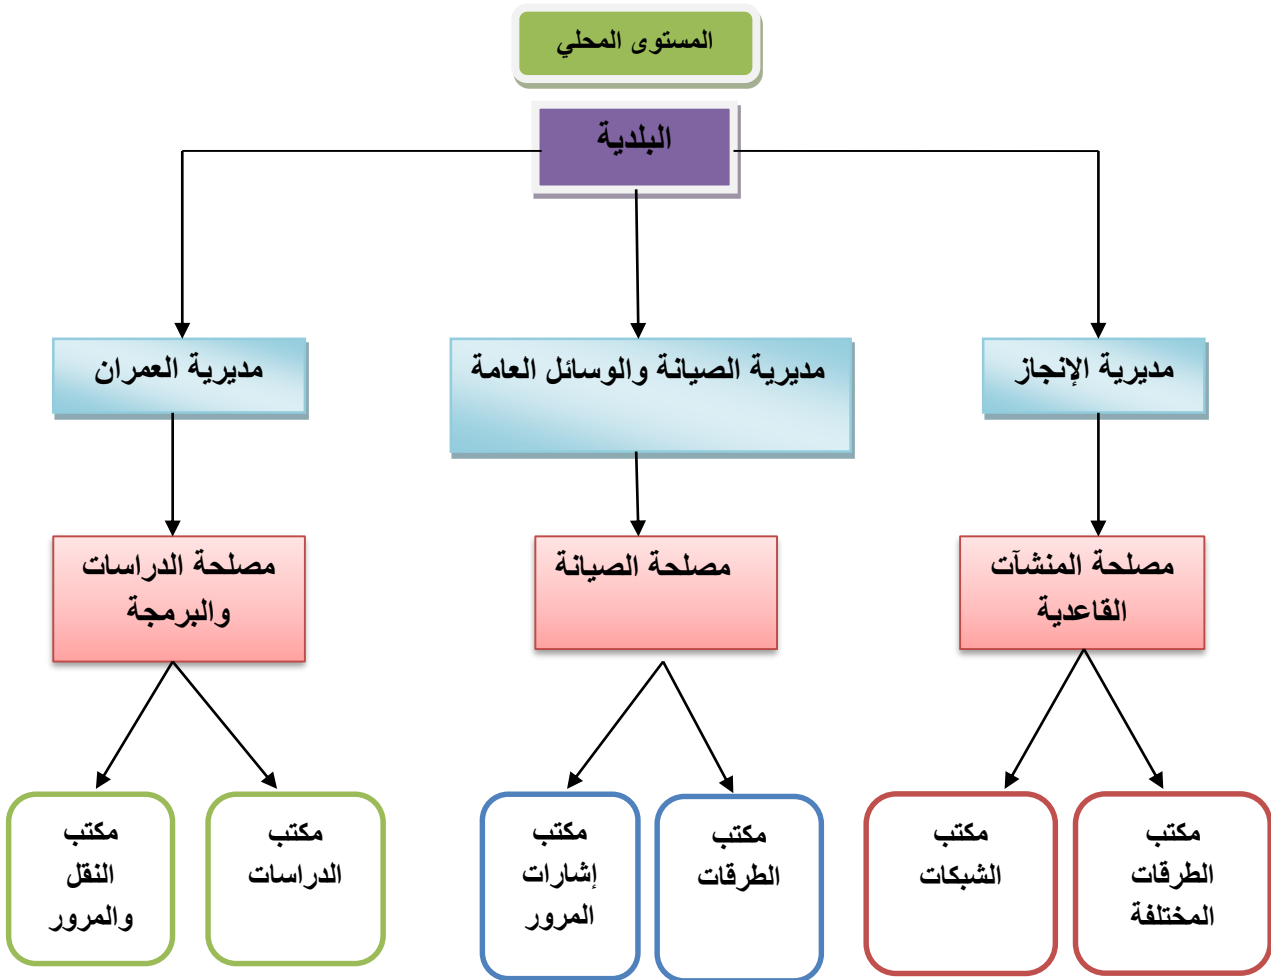 المستوى المحلي
البلدية
مديرية الإنجاز
مديرية الصيانة والوسائل العامة
مديرية العمران
مصلحة المنشآت
القاعدية
مصلحة الصيانة
مصلحة الدراسات
والبرمجة
مكتب
الطرقات
المختلفة
مكتب
الشبكات
مكتب
الطرقات
مكتب
إشارات
المرور
مكتب
الدراسات
مكتب
النقل
والمرور